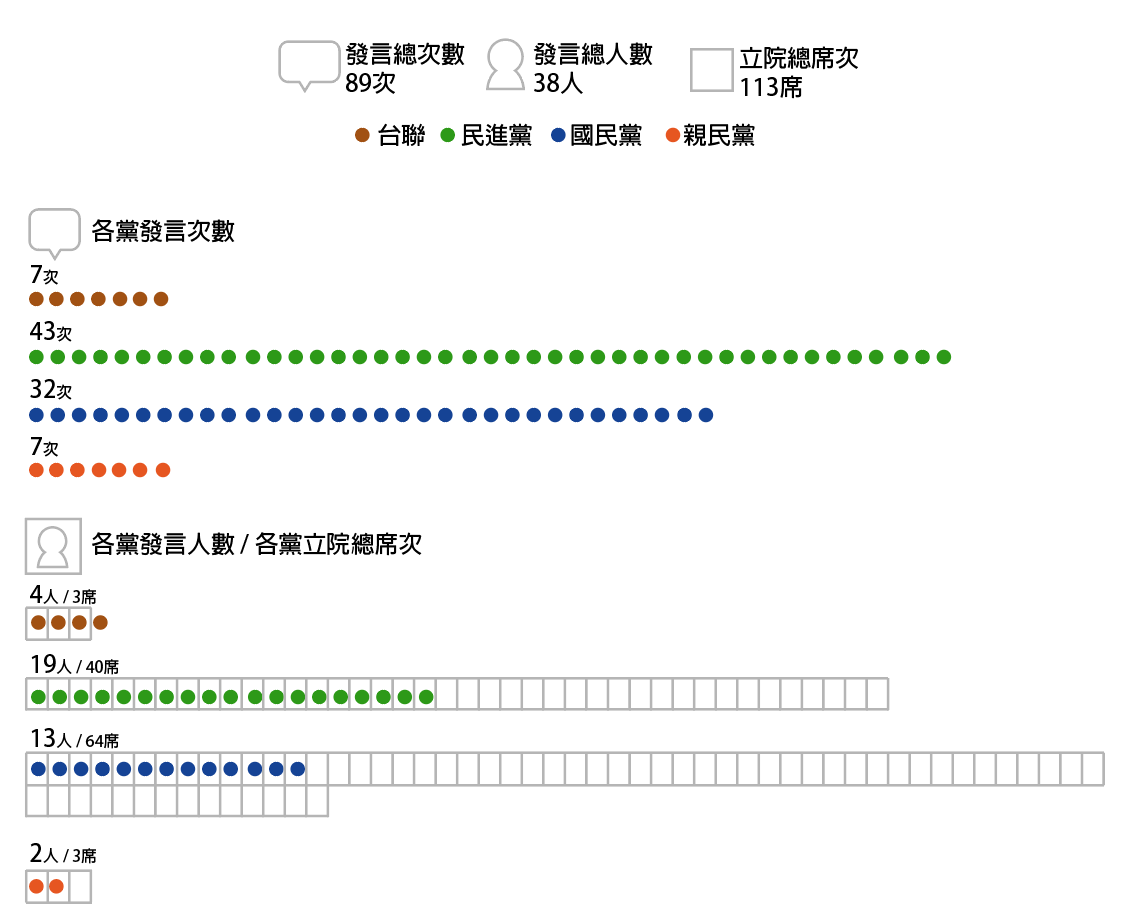 發言總次數
89次
發言總人數
38人
立院總席次
113席
台聯 民進黨 國民黨 親民黨
各黨發言次數
7次
43次
32次
7次
各黨發言人數 / 各黨立院總席次
4人 / 3席
19人 / 40席
13人 / 64席
2人 / 3席